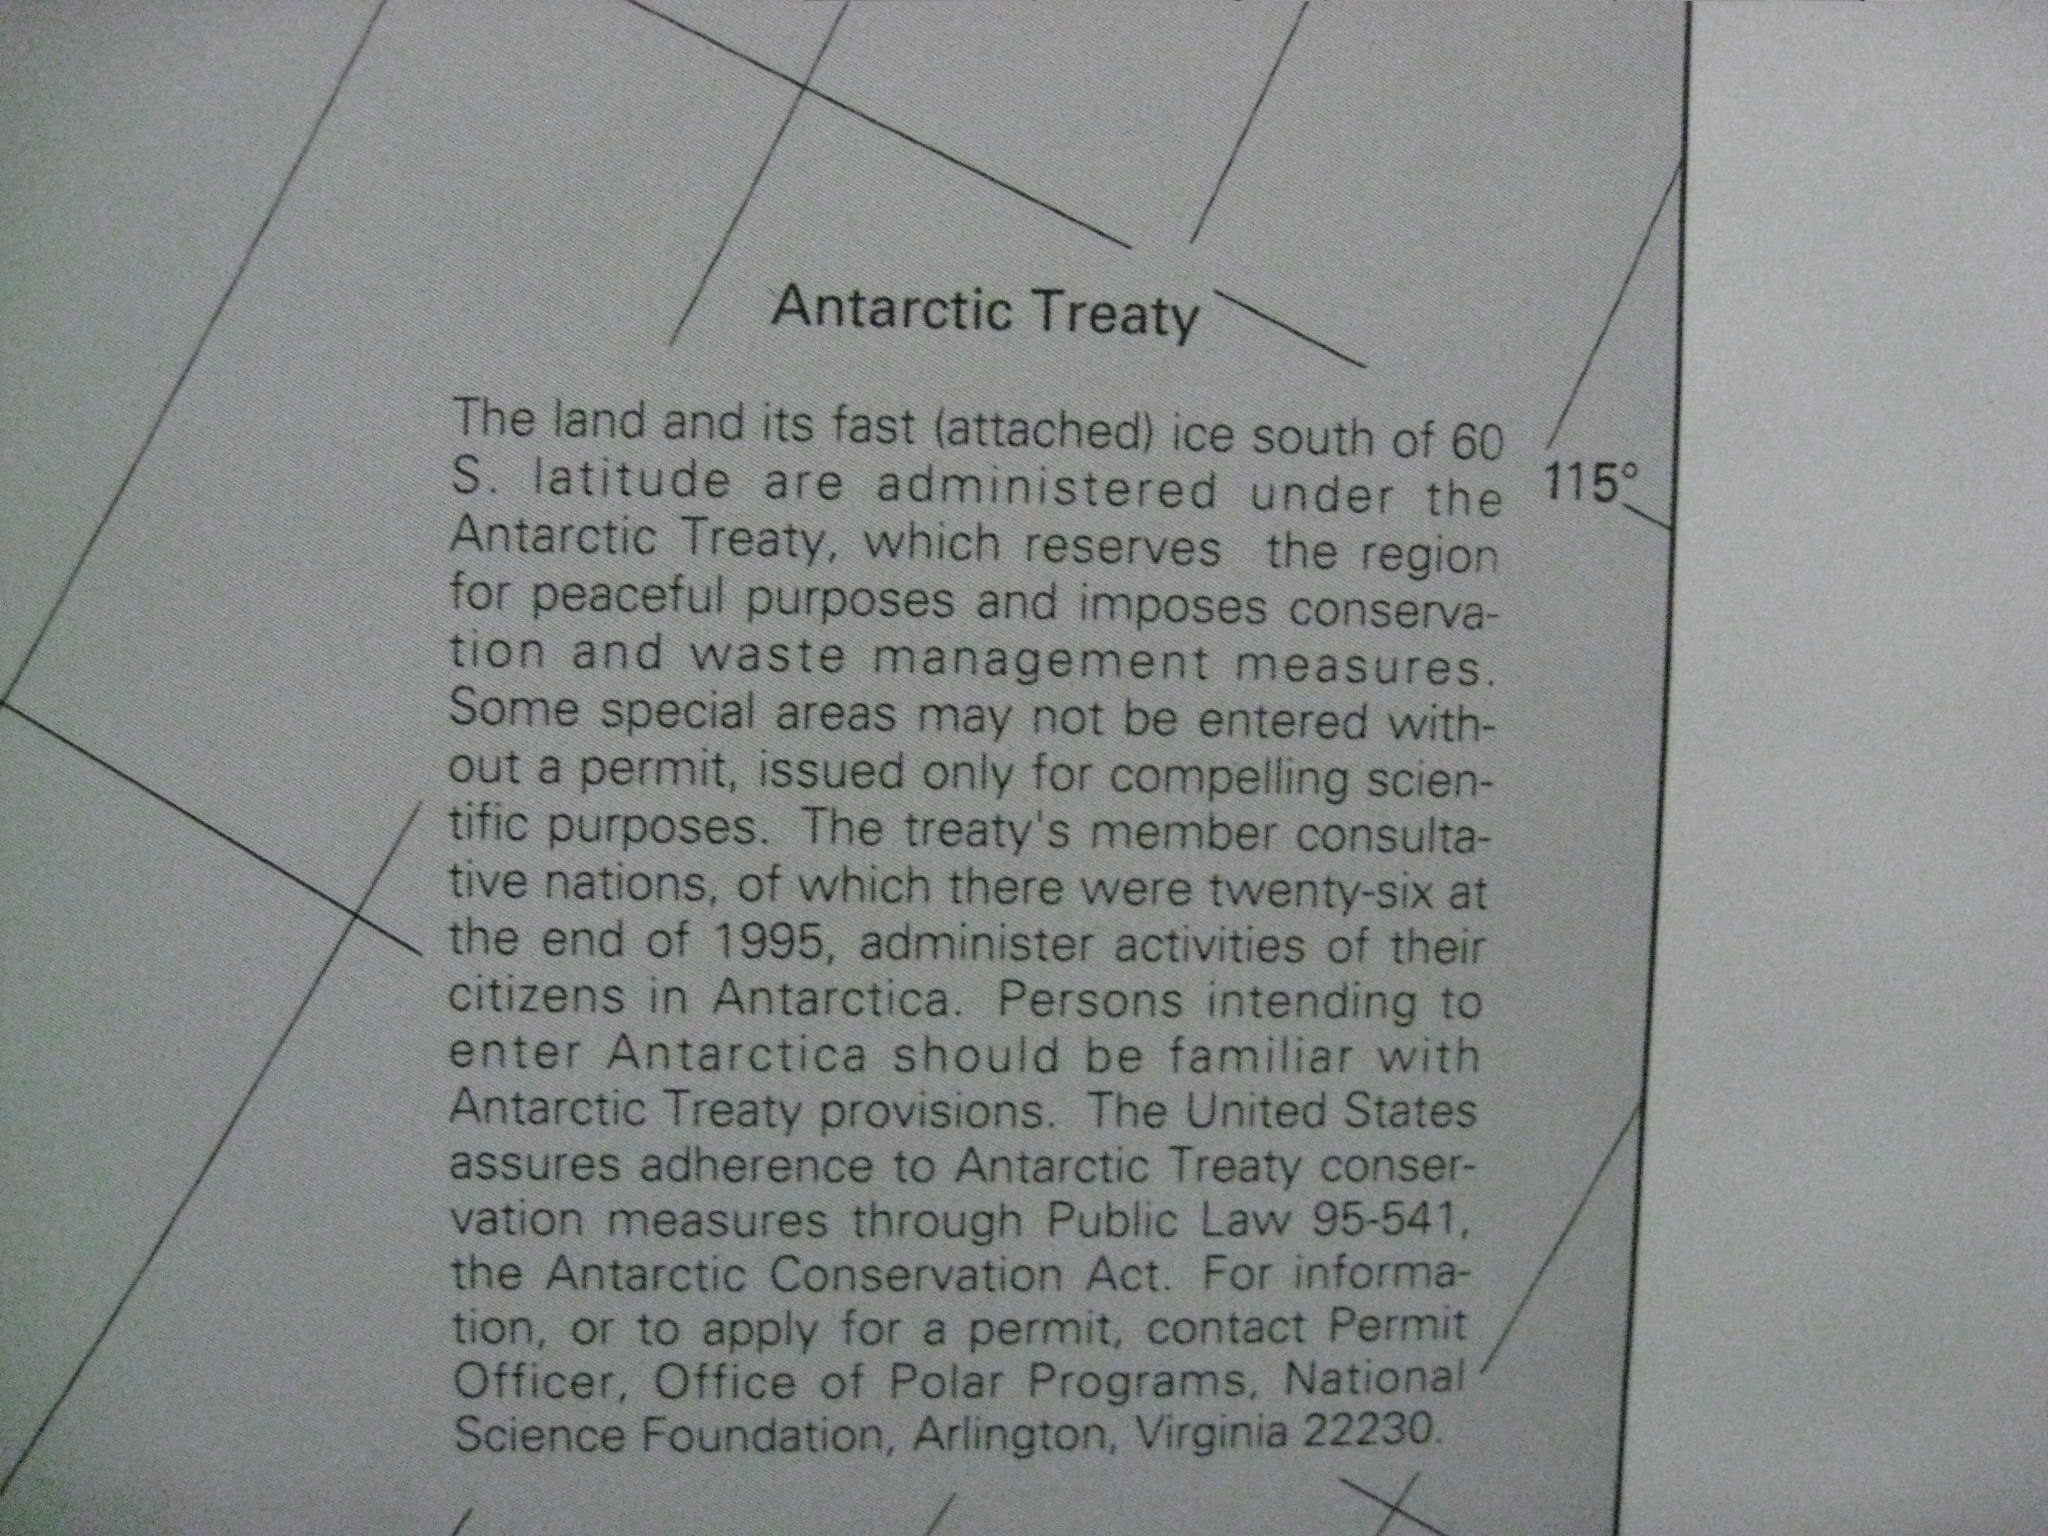 Antarctic Treaty
The land and its fast (attached) ice south of 60
S. latitude are administered under the
Antarctic Treaty, which reserves the region
for peaceful purposes and imposes conserva-
tion and waste management measures.
Some special areas may not be entered with-
out a permit, issued only for compelling scien-
tific purposes. The treaty's member consulta-
tive nations, of which there were twenty-six at
the end of 1995, administer activities of their
citizens in Antarctica. Persons intending to
enter Antarctica should be familiar with
Antarctic Treaty provisions. The United States
assures adherence to Antarctic Treaty conser-
vation measures through Public Law 95-541,
the Antarctic Conservation Act. For informa-
tion, or to apply for a permit, contact Permit
Officer, Office of Polar Programs, National
Science Foundation, Arlington, Virginia 22230.
115°